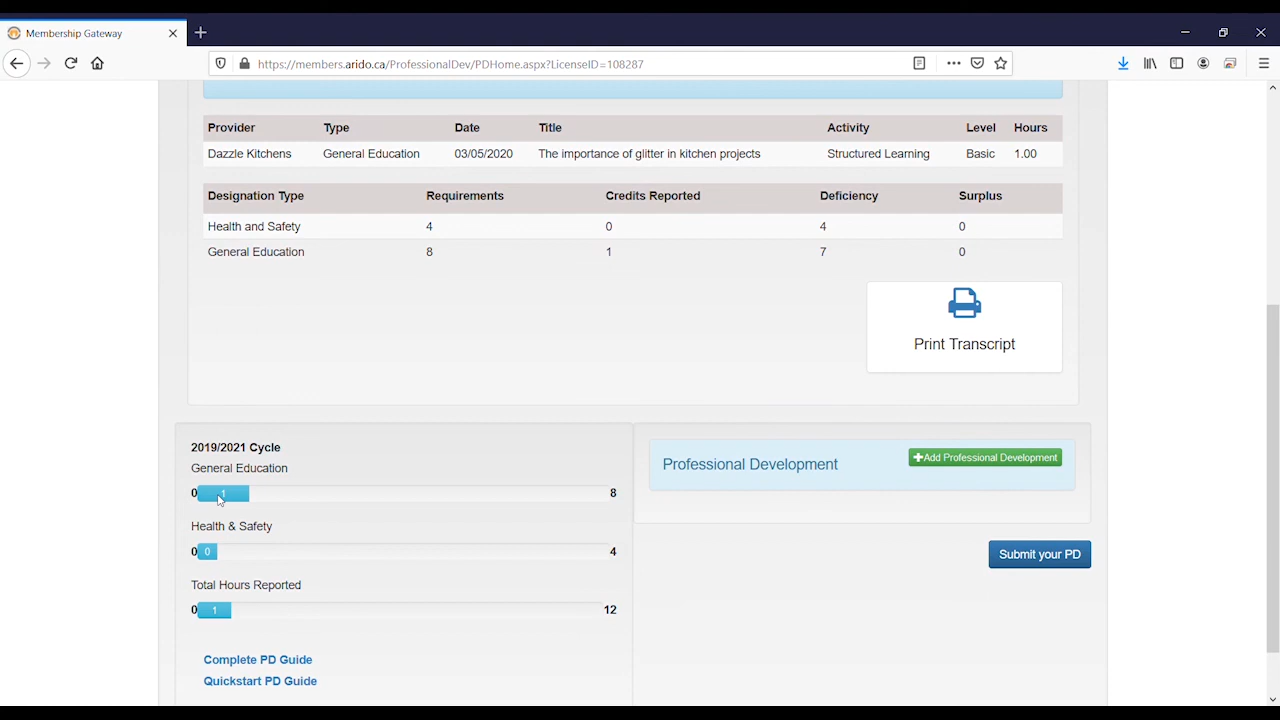 Membership Gateway
https://members.arido.ca/ProfessionalDev/PDHome.aspx?LicenseID=108287
Provider Type Date Title Activity Level Hours
Dazzle Kitchens General Education 03/05/2020 The importance of glitter in kitchen projects Structured Learning Basic 1.00
Designation Type Requirements Credits Reported Deficiency Surplus
Health and Safety 4 0 4 0
General Education 8 1 7 0
Print Transcript
2019/2021 Cycle
General Education
0 1 8
Health & Safety
0 0 4
Total Hours Reported
0 1 12
Complete PD Guide
Quickstart PD Guide
Professional Development
+Add Professional Development
Submit your PD